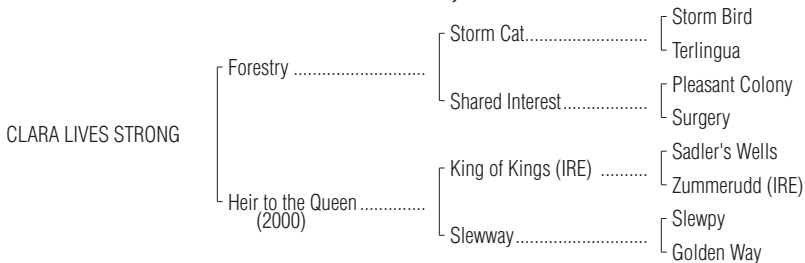 Storm Bird
Storm Cat..........................
Terlingua
Forestry ............................
Pleasant Colony
Shared Interest..................
Surgery
CLARA LIVES STRONG
Sadler's Wells
King of Kings (IRE) ..........
Zummerudd (IRE)
Heir to the Queen..............
(2000)
Slewpy
Slewway............................
Golden Way